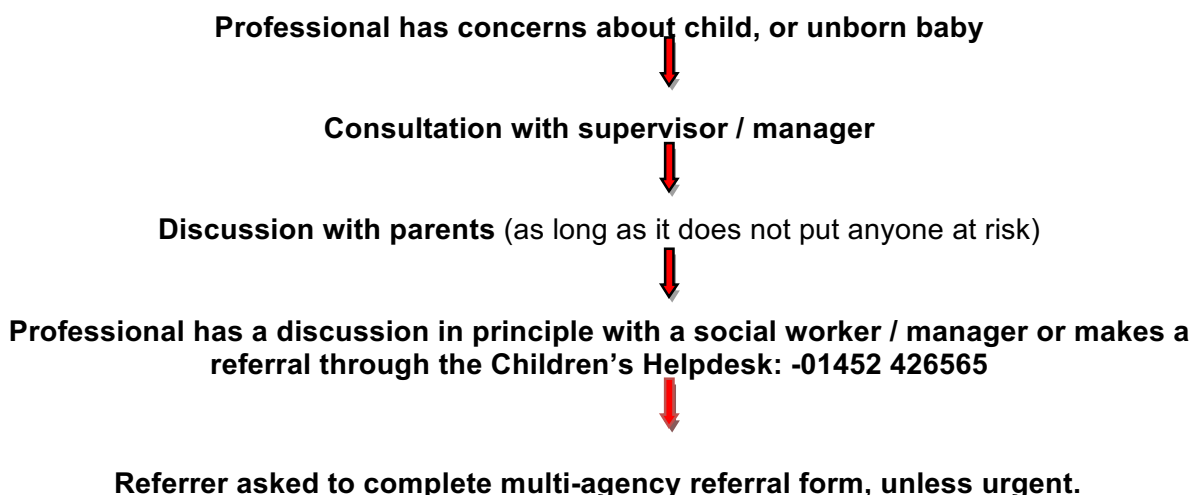 Professional has concerns about child, or unborn baby
Consultation with supervisor / manager
Discussion with parents (as long as it does not put anyone at risk)
Professional has a discussion in principle with a social worker / manager or makes a
referral through the Children's Helpdesk: -01452 426565
Referrer asked to complete multi-agency referral form, unless urgent.